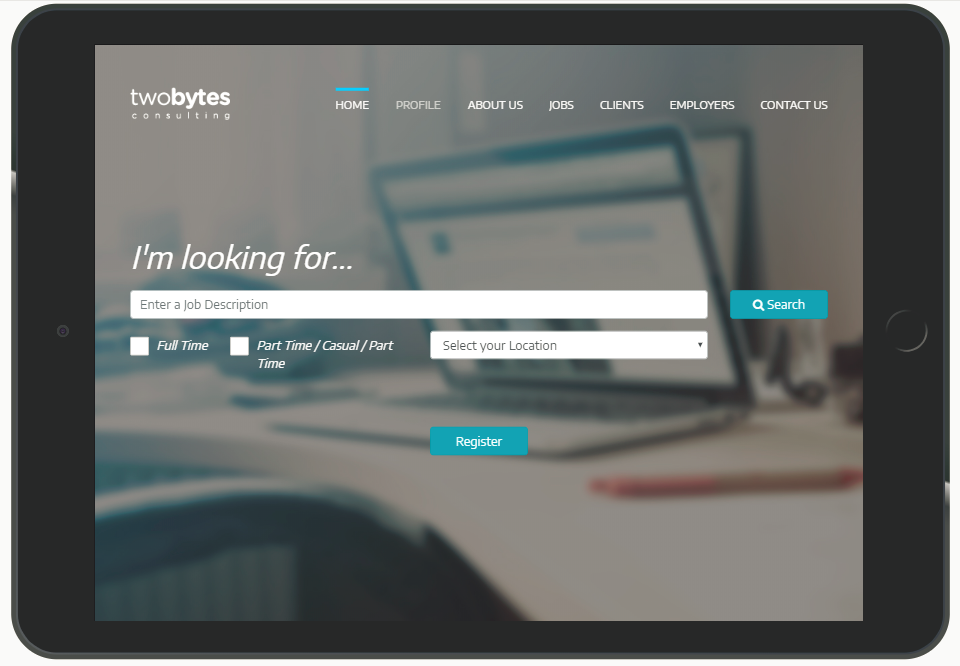 twobytes
consulting
HOME PROFILE ABOUT US JOBS CLIENTS EMPLOYERS CONTACT US
I'm looking for...
Enter a Job Description
Search
Full Time
Part Time / Casual / Part
Time
Select your Location
Register